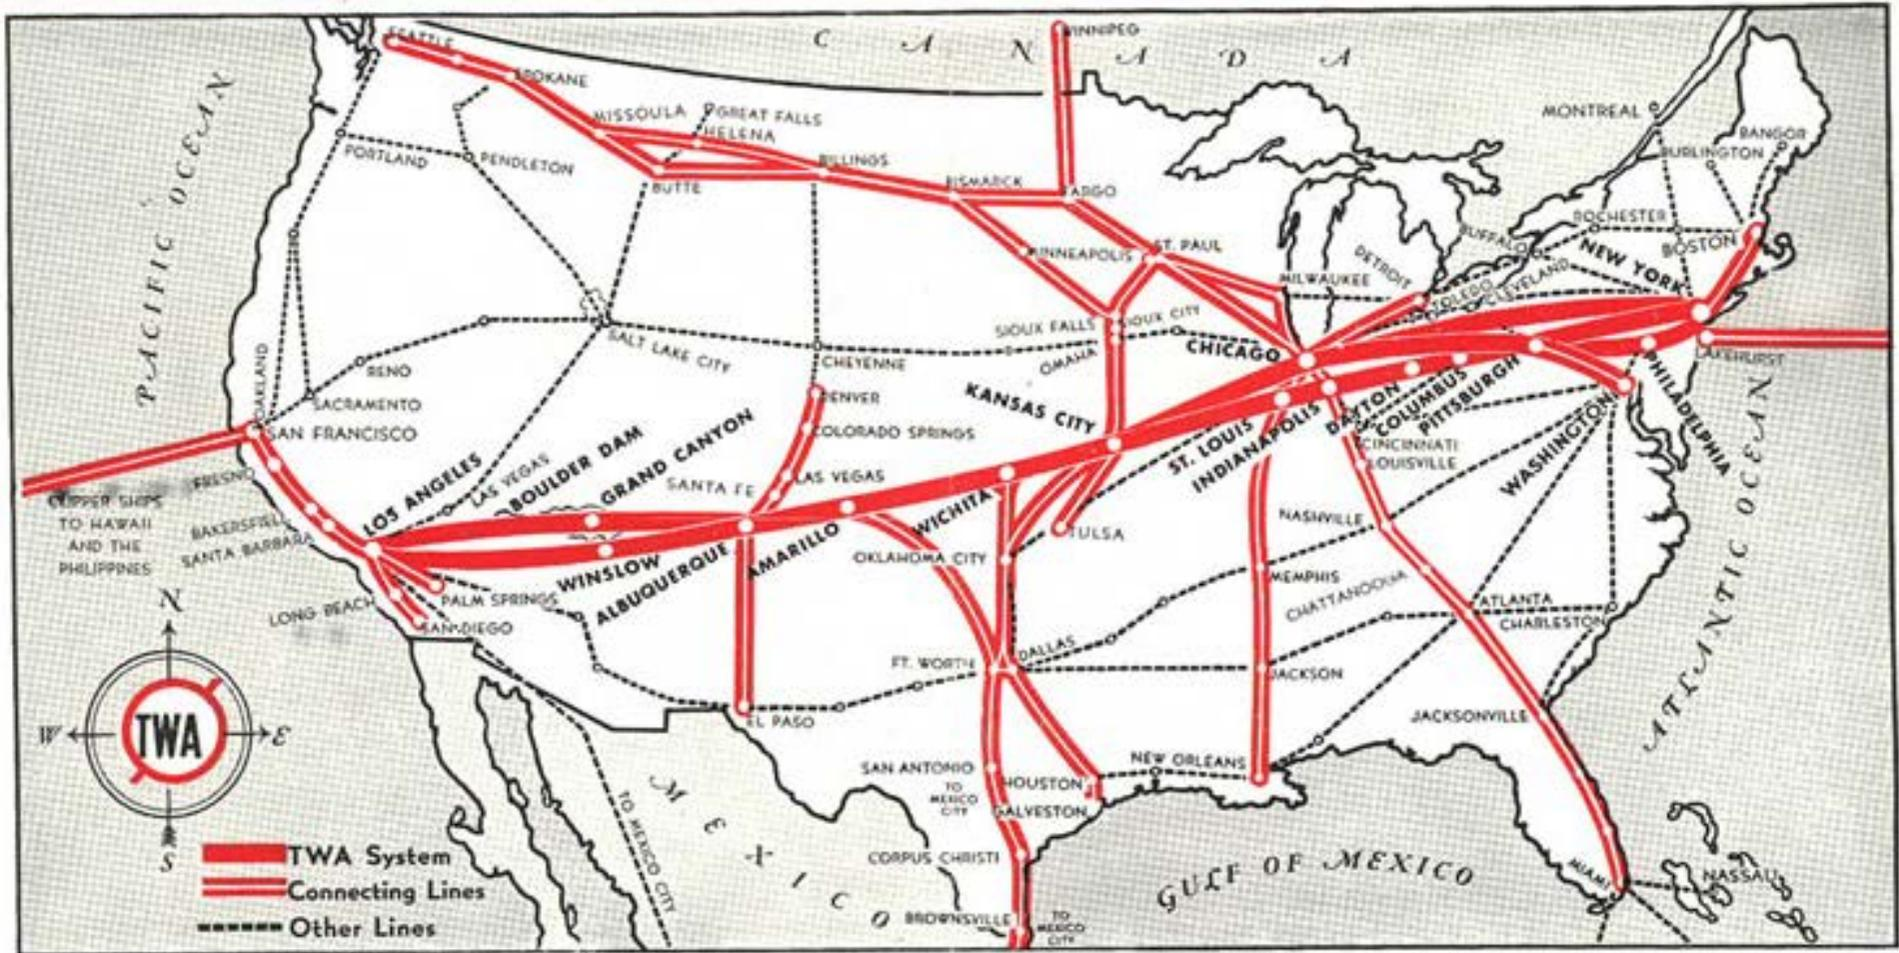 CANADA
WINNIPEG
SEATTLE
SPOKANE
MISSOULA
GREAT FALLS
HELENA
BUTTE
BILLINGS
BISMARCK
FARGO
MONTREAL
BANGOR
BURLINGTON
PORTLAND
PENDLETON
MINNEAPOLIS
ST. PAUL
MILWAUKEE
DETROIT
BUFFALO
ROCHESTER
NEW YORK
BOSTON
TOLEDO
CLEVELAND
PACIFIC OCEAN
SIOUX FALLS
SIOUX CITY
OMAHA
CHICAGO
LAKEHURST
SALT LAKE CITY
CHEYENNE
RENO
SACRAMENTO
OAKLAND
SAN FRANCISCO
DENVER
COLORADO SPRINGS
KANSAS CITY
ST. LOUIS
INDIANAPOLIS
DAYTON
COLUMBUS
PITTSBURGH
PHILADELPHIA
WASHINGTON
CINCINNATI
LOUISVILLE
FRESNO
BAKERSFIELD
SANTA BARBARA
LOS ANGELES
LAS VEGAS
BOULDER DAM
GRAND CANYON
SANTA FE
LAS VEGAS
CLIPPER SHIPS
TO HAWAII
AND THE
PHILIPPINES
WINSLOW
ALBUQUERQUE
AMARILLO
WICHITA
TULSA
OKLAHOMA CITY
NASHVILLE
MEMPHIS
CHATTANOOGA
ATLANTA
CHARLESTON
ATLANTIC OCEAN
LONG BEACH
PALM SPRINGS
SAN DIEGO
FT. WORTH
DALLAS
JACKSON
EL PASO
JACKSONVILLE
SAN ANTONIO
HOUSTON
NEW ORLEANS
TO
MEXICO
CITY
GALVESTON
CORPUS CHRISTI
BROWNSVILLE
TO
MEXICO
CITY
MEXICO
TO MEXICO CITY
GULF OF MEXICO
MIAMI
NASSAU
N
W
E
S
TWA
TWA System
Connecting Lines
Other Lines